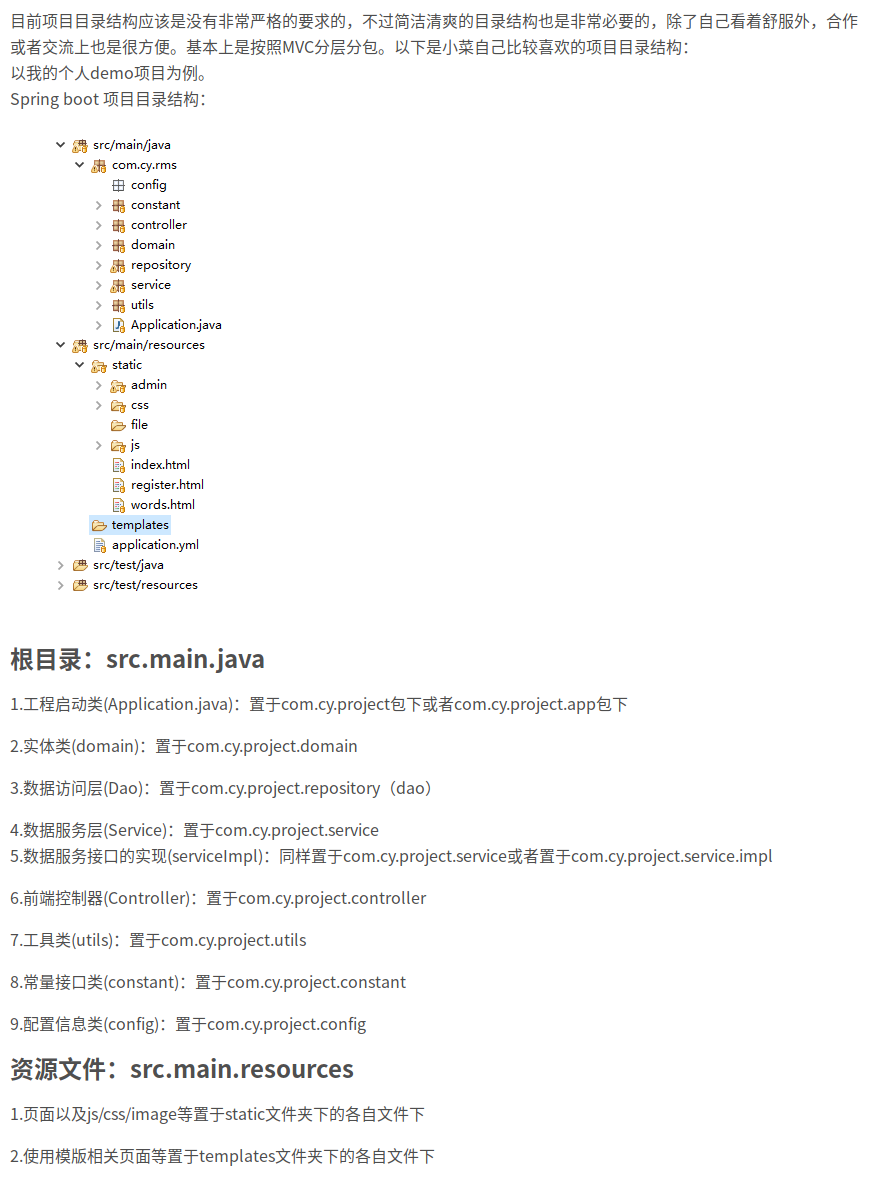 目前项目目录结构应该是没有非常严格的要求的，不过简洁清爽的目录结构也是非常必要的，除了自己看着舒服外，合作
或者交流上也是很方便。基本上是按照MVC分层分包。以下是小菜自己比较喜欢的项目目录结构：
以我的个人demo项目为例。
Spring boot 项目目录结构：
src/main/java
com.cy.rms
config
constant
controller
domain
repository
service
utils
Application.java
src/main/resources
static
admin
css
file
js
index.html
register.html
words.html
templates
application.yml
src/test/java
src/test/resources
根目录：src.main.java
1.工程启动类(Application.java)：置于com.cy.project包下或者com.cy.project.app包下
2.实体类(domain)：置于com.cy.project.domain
3.数据访问层(Dao)：置于com.cy.project.repository（dao）
4.数据服务层(Service)：置于com.cy.project.service
5.数据服务接口的实现(serviceImpl)：同样置于com.cy.project.service或者置于com.cy.project.service.impl
6.前端控制器(Controller)：置于com.cy.project.controller
7.工具类(utils)：置于com.cy.project.utils
8.常量接口类(constant)：置于com.cy.project.constant
9.配置信息类(config)：置于com.cy.project.config
资源文件：src.main.resources
1.页面以及js/css/image等置于static文件夹下的各自文件下
2.使用模版相关页面等置于templates文件夹下的各自文件下